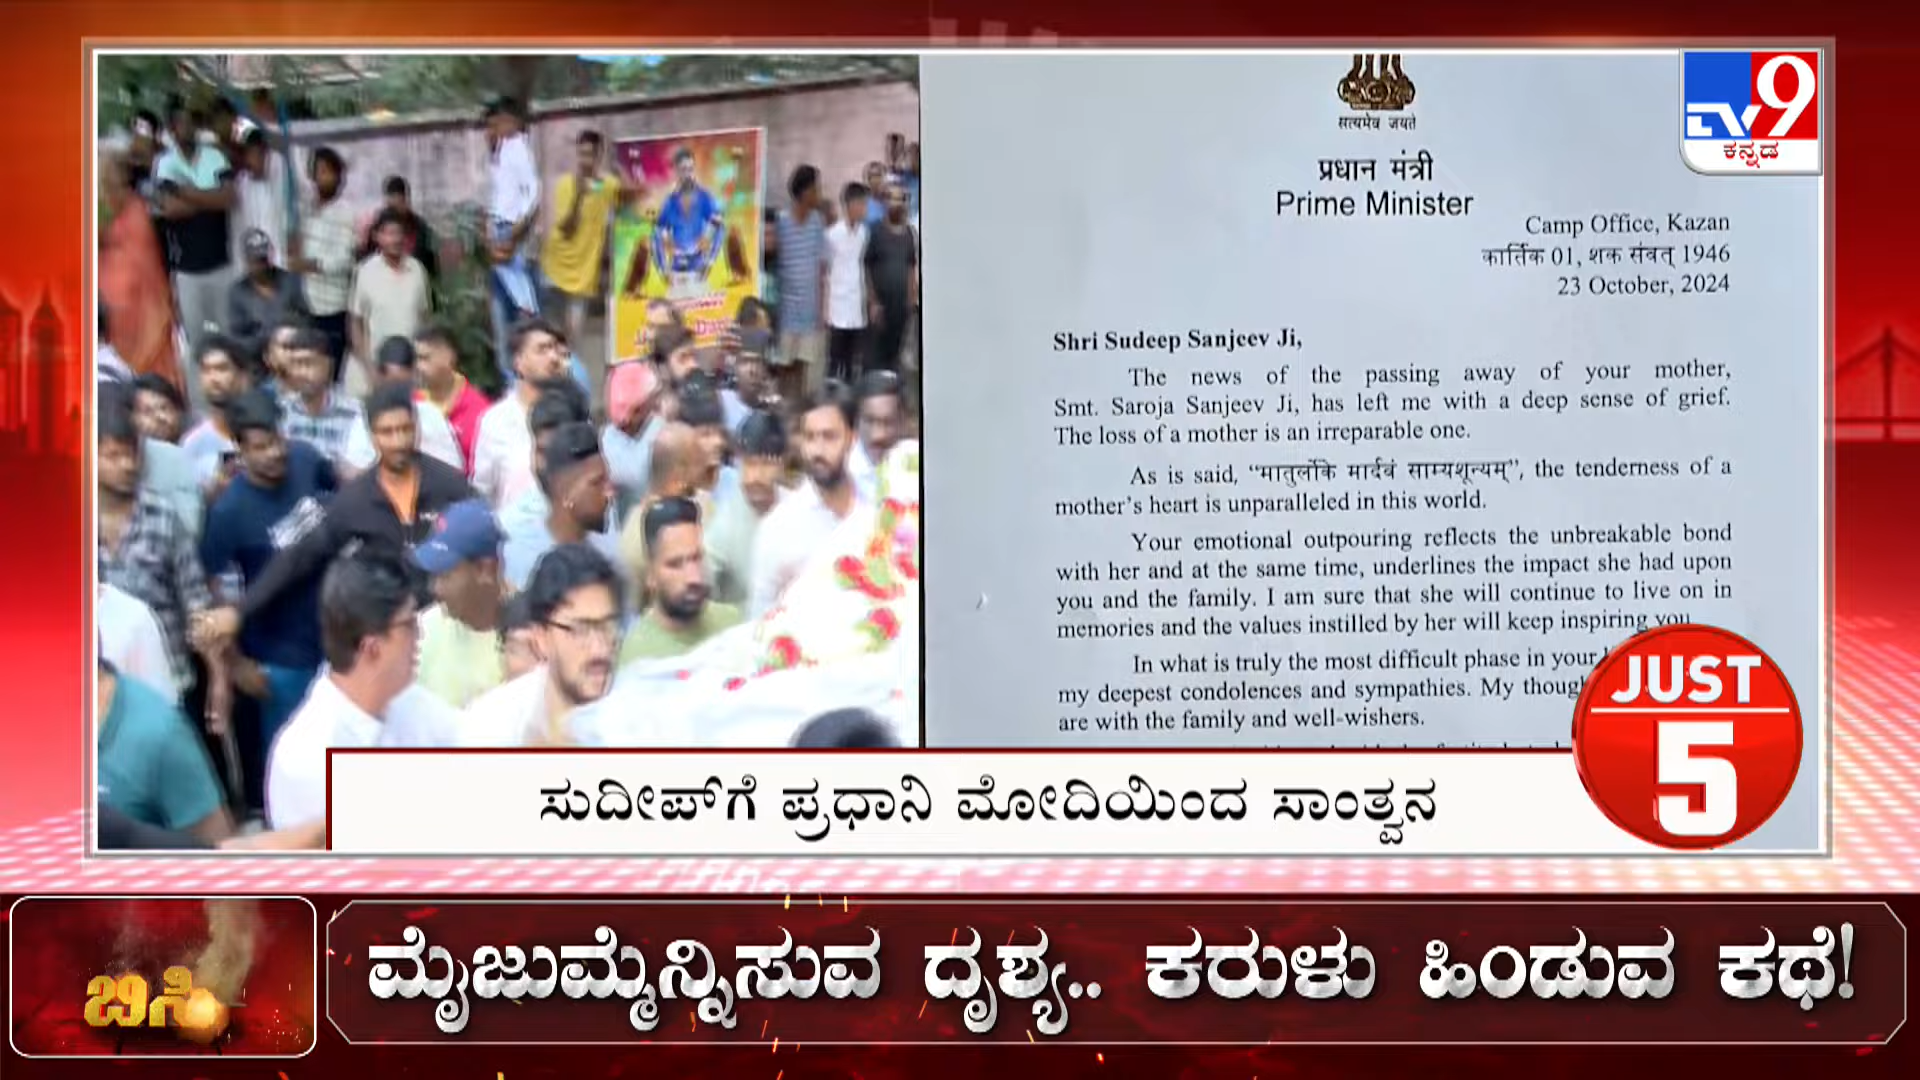 सत्यमेव जयते
प्रधान मंत्री
Prime Minister
TV9
ಕನ್ನಡ
Camp Office, Kazan
कार्तिक 01, शक संवत् 1946
23 October, 2024
Shri Sudeep Sanjeev Ji,
The news of the passing away of your mother,
Smt. Saroja Sanjeev Ji, has left me with a deep sense of grief.
The loss of a mother is an irreparable one.
As is said, “मातुर्लोके मार्दवं साम्यशून्यम्”, the tenderness of a
mother’s heart is unparalleled in this world.
Your emotional outpouring reflects the unbreakable bond
with her and at the same time, underlines the impact she had upon
you and the family. I am sure that she will continue to live on in
memories and the values instilled by her will keep inspiring you
In what is truly the most difficult phase in your
my deepest condolences and sympathies. My
are with the family and well-wishers.
JUST
5
ಸುದೀಪ್‌ಗೆ ಪ್ರಧಾನಿ ಮೋದಿಯಿಂದ ಸಾಂತ್ವನ
ಬಿಸಿ
ಮೈಜುಮ್ಮೆನ್ನಿಸುವ ದೃಶ್ಯ.. ಕರುಳು ಹಿಂಡುವ ಕಥೆ!